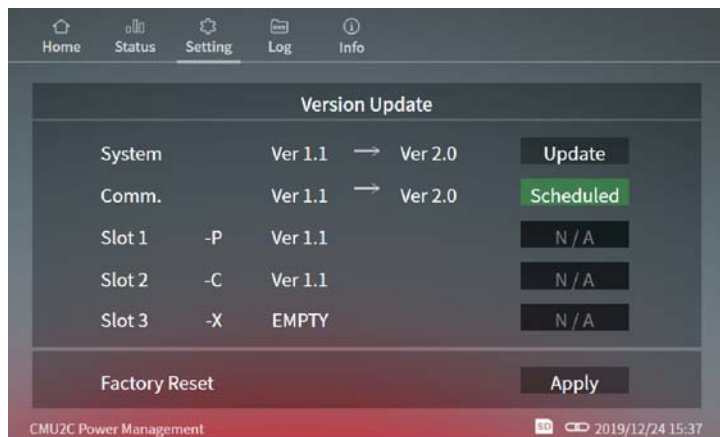 Home Status Setting Log Info
Version Update
System Ver 1.1 → Ver 2.0 Update
Comm. Ver 1.1 → Ver 2.0 Scheduled
Slot 1 -P Ver 1.1 N / A
Slot 2 -C Ver 1.1 N / A
Slot 3 -X EMPTY N / A
Factory Reset Apply
CMU2C Power Management SD 2019/12/24 15:37